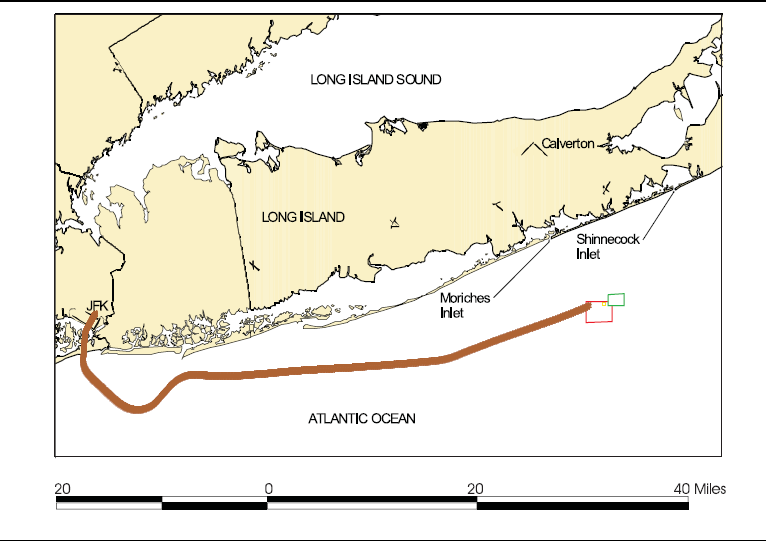 LONG ISLAND SOUND
Calverton
LONG ISLAND
Shinnecock
Inlet
Moriches
Inlet
JFK
ATLANTIC OCEAN
20 0 20 40 Miles